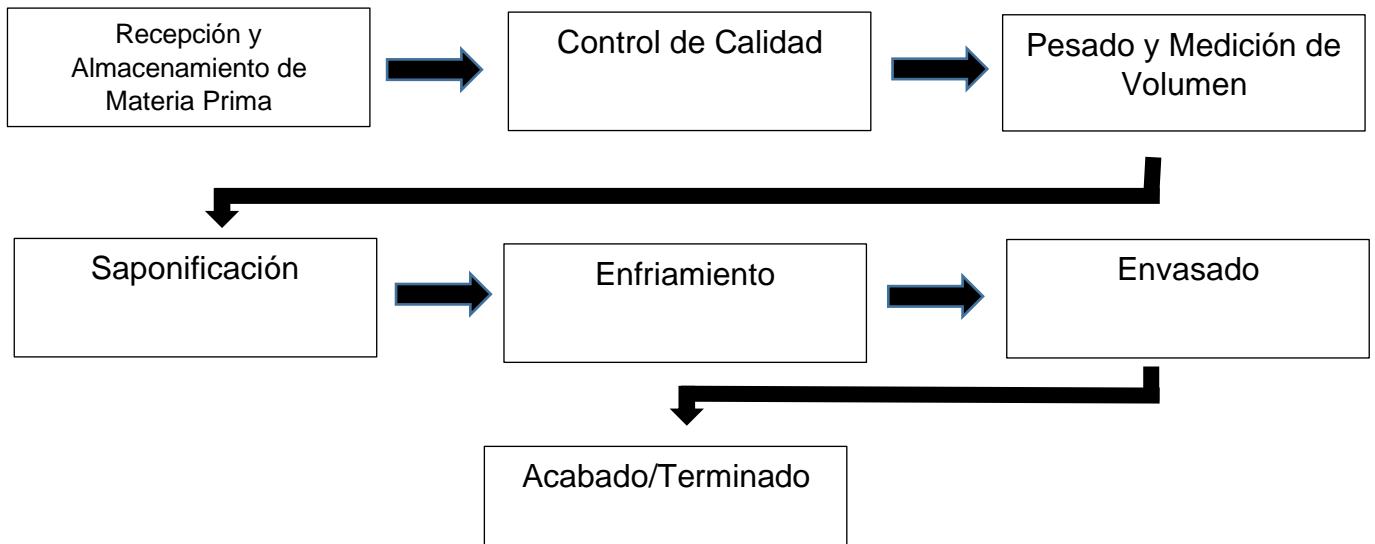 Recepción y
Almacenamiento de
Materia Prima
Control de Calidad
Pesado y Medición de
Volumen
Saponificación
Enfriamiento
Envasado
Acabado/Terminado